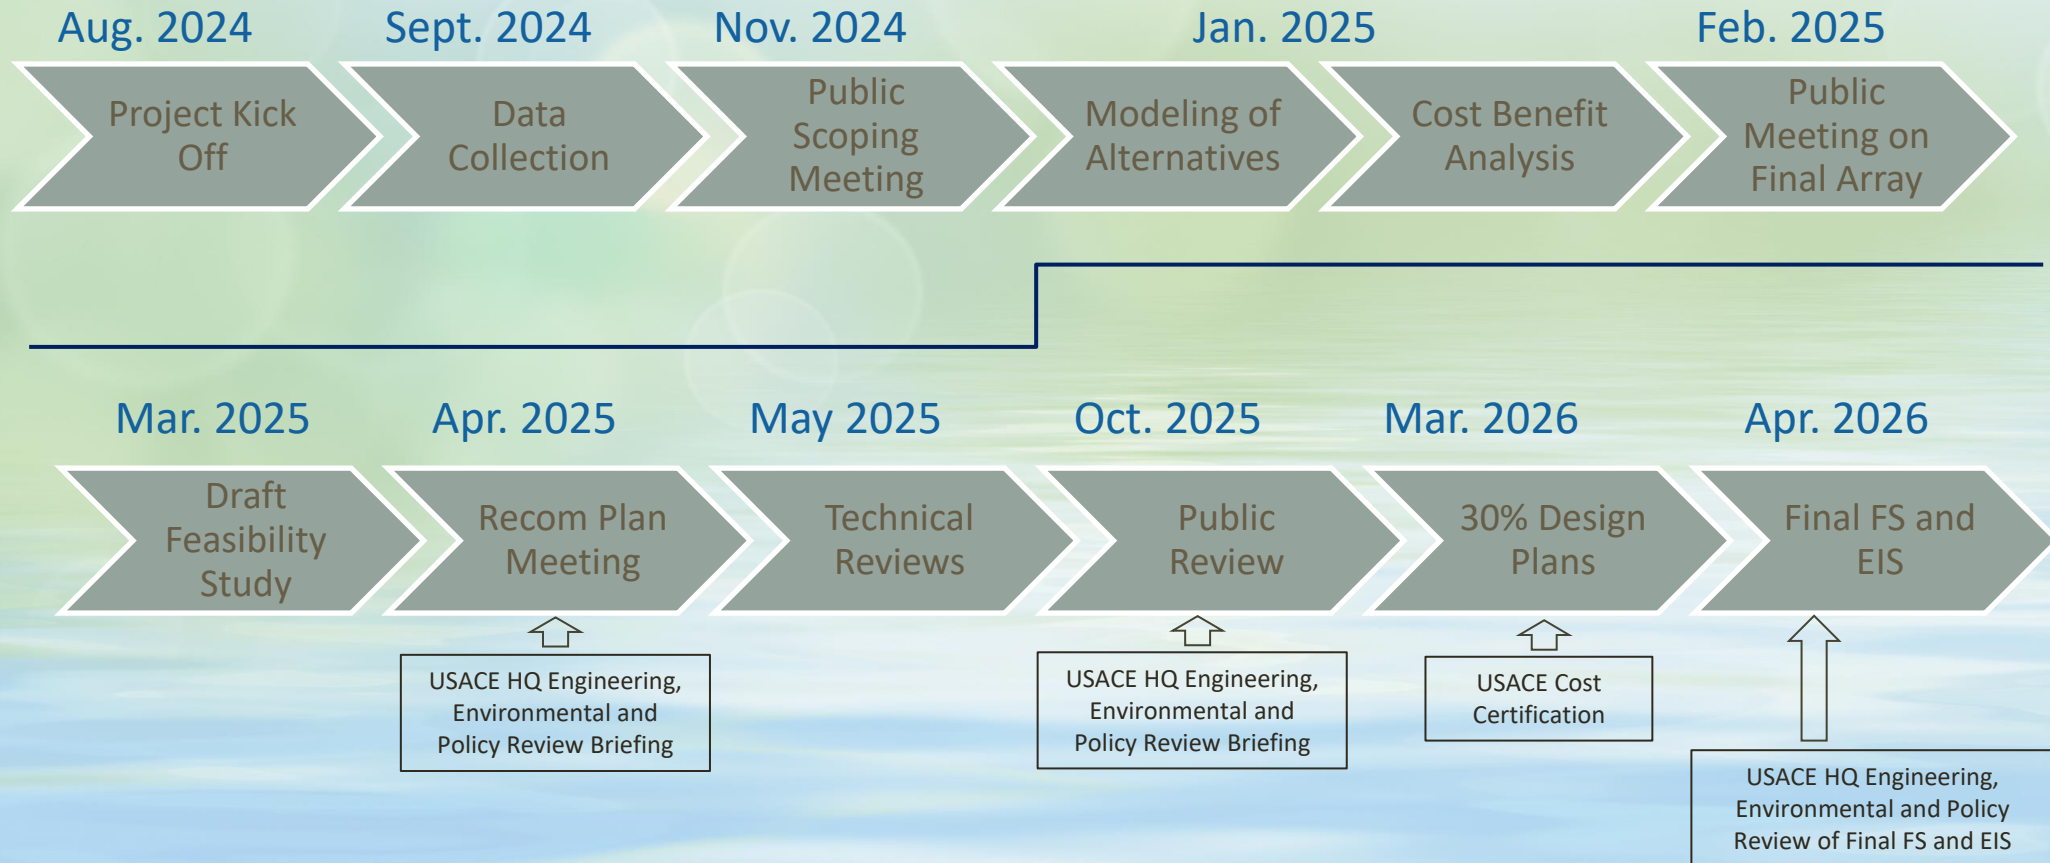 Aug. 2024
Sept. 2024
Nov. 2024
Jan. 2025
Feb. 2025
Project Kick
Off
Data
Collection
Public
Scoping
Meeting
Modeling of
Alternatives
Cost Benefit
Analysis
Public
Meeting on
Final Array
Mar. 2025
Apr. 2025
May 2025
Oct. 2025
Mar. 2026
Apr. 2026
Draft
Feasibility
Study
Recom Plan
Meeting
Technical
Reviews
Public
Review
30% Design
Plans
Final FS and
EIS
USACE HQ Engineering,
Environmental and
Policy Review Briefing
USACE HQ Engineering,
Environmental and
Policy Review Briefing
USACE Cost
Certification
USACE HQ Engineering,
Environmental and Policy
Review of Final FS and EIS